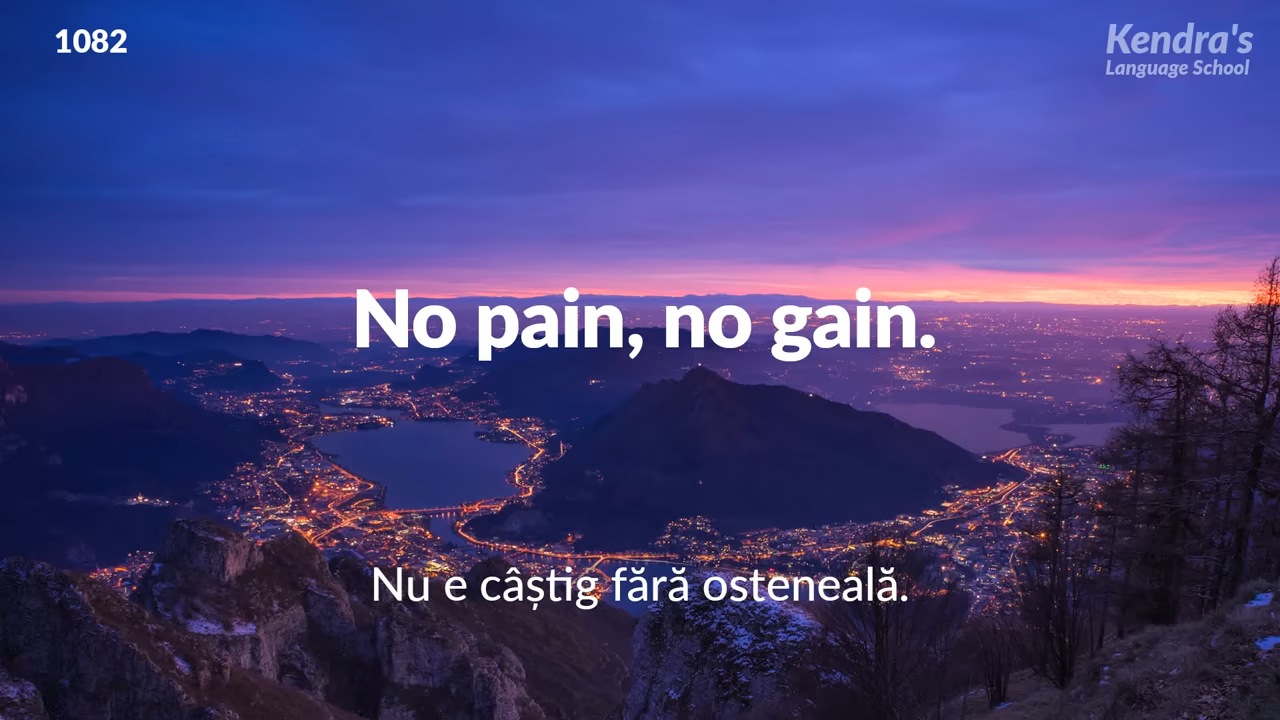 1082
Kendra's
Language School
No pain, no gain.
Nu e câștig fără osteneală.